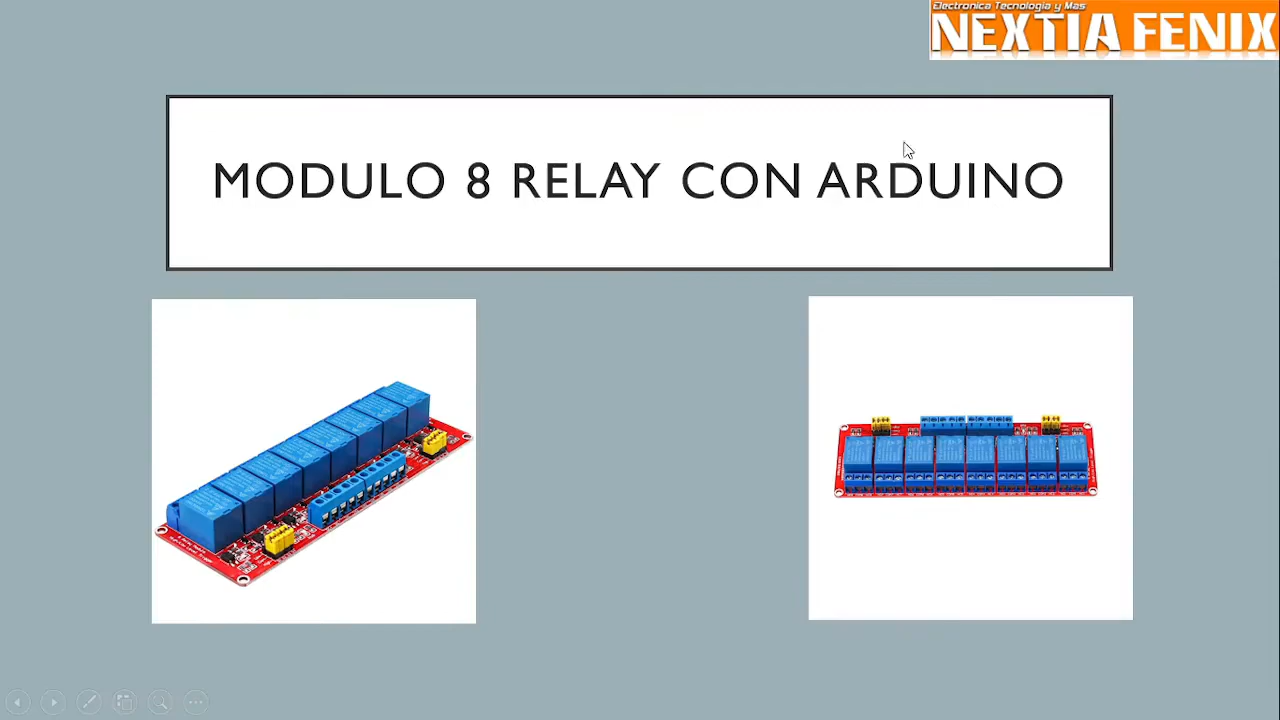 Electronica Tecnologia y Mas
NEXTIA FENIX
MODULO 8 RELAY CON ARDUINO